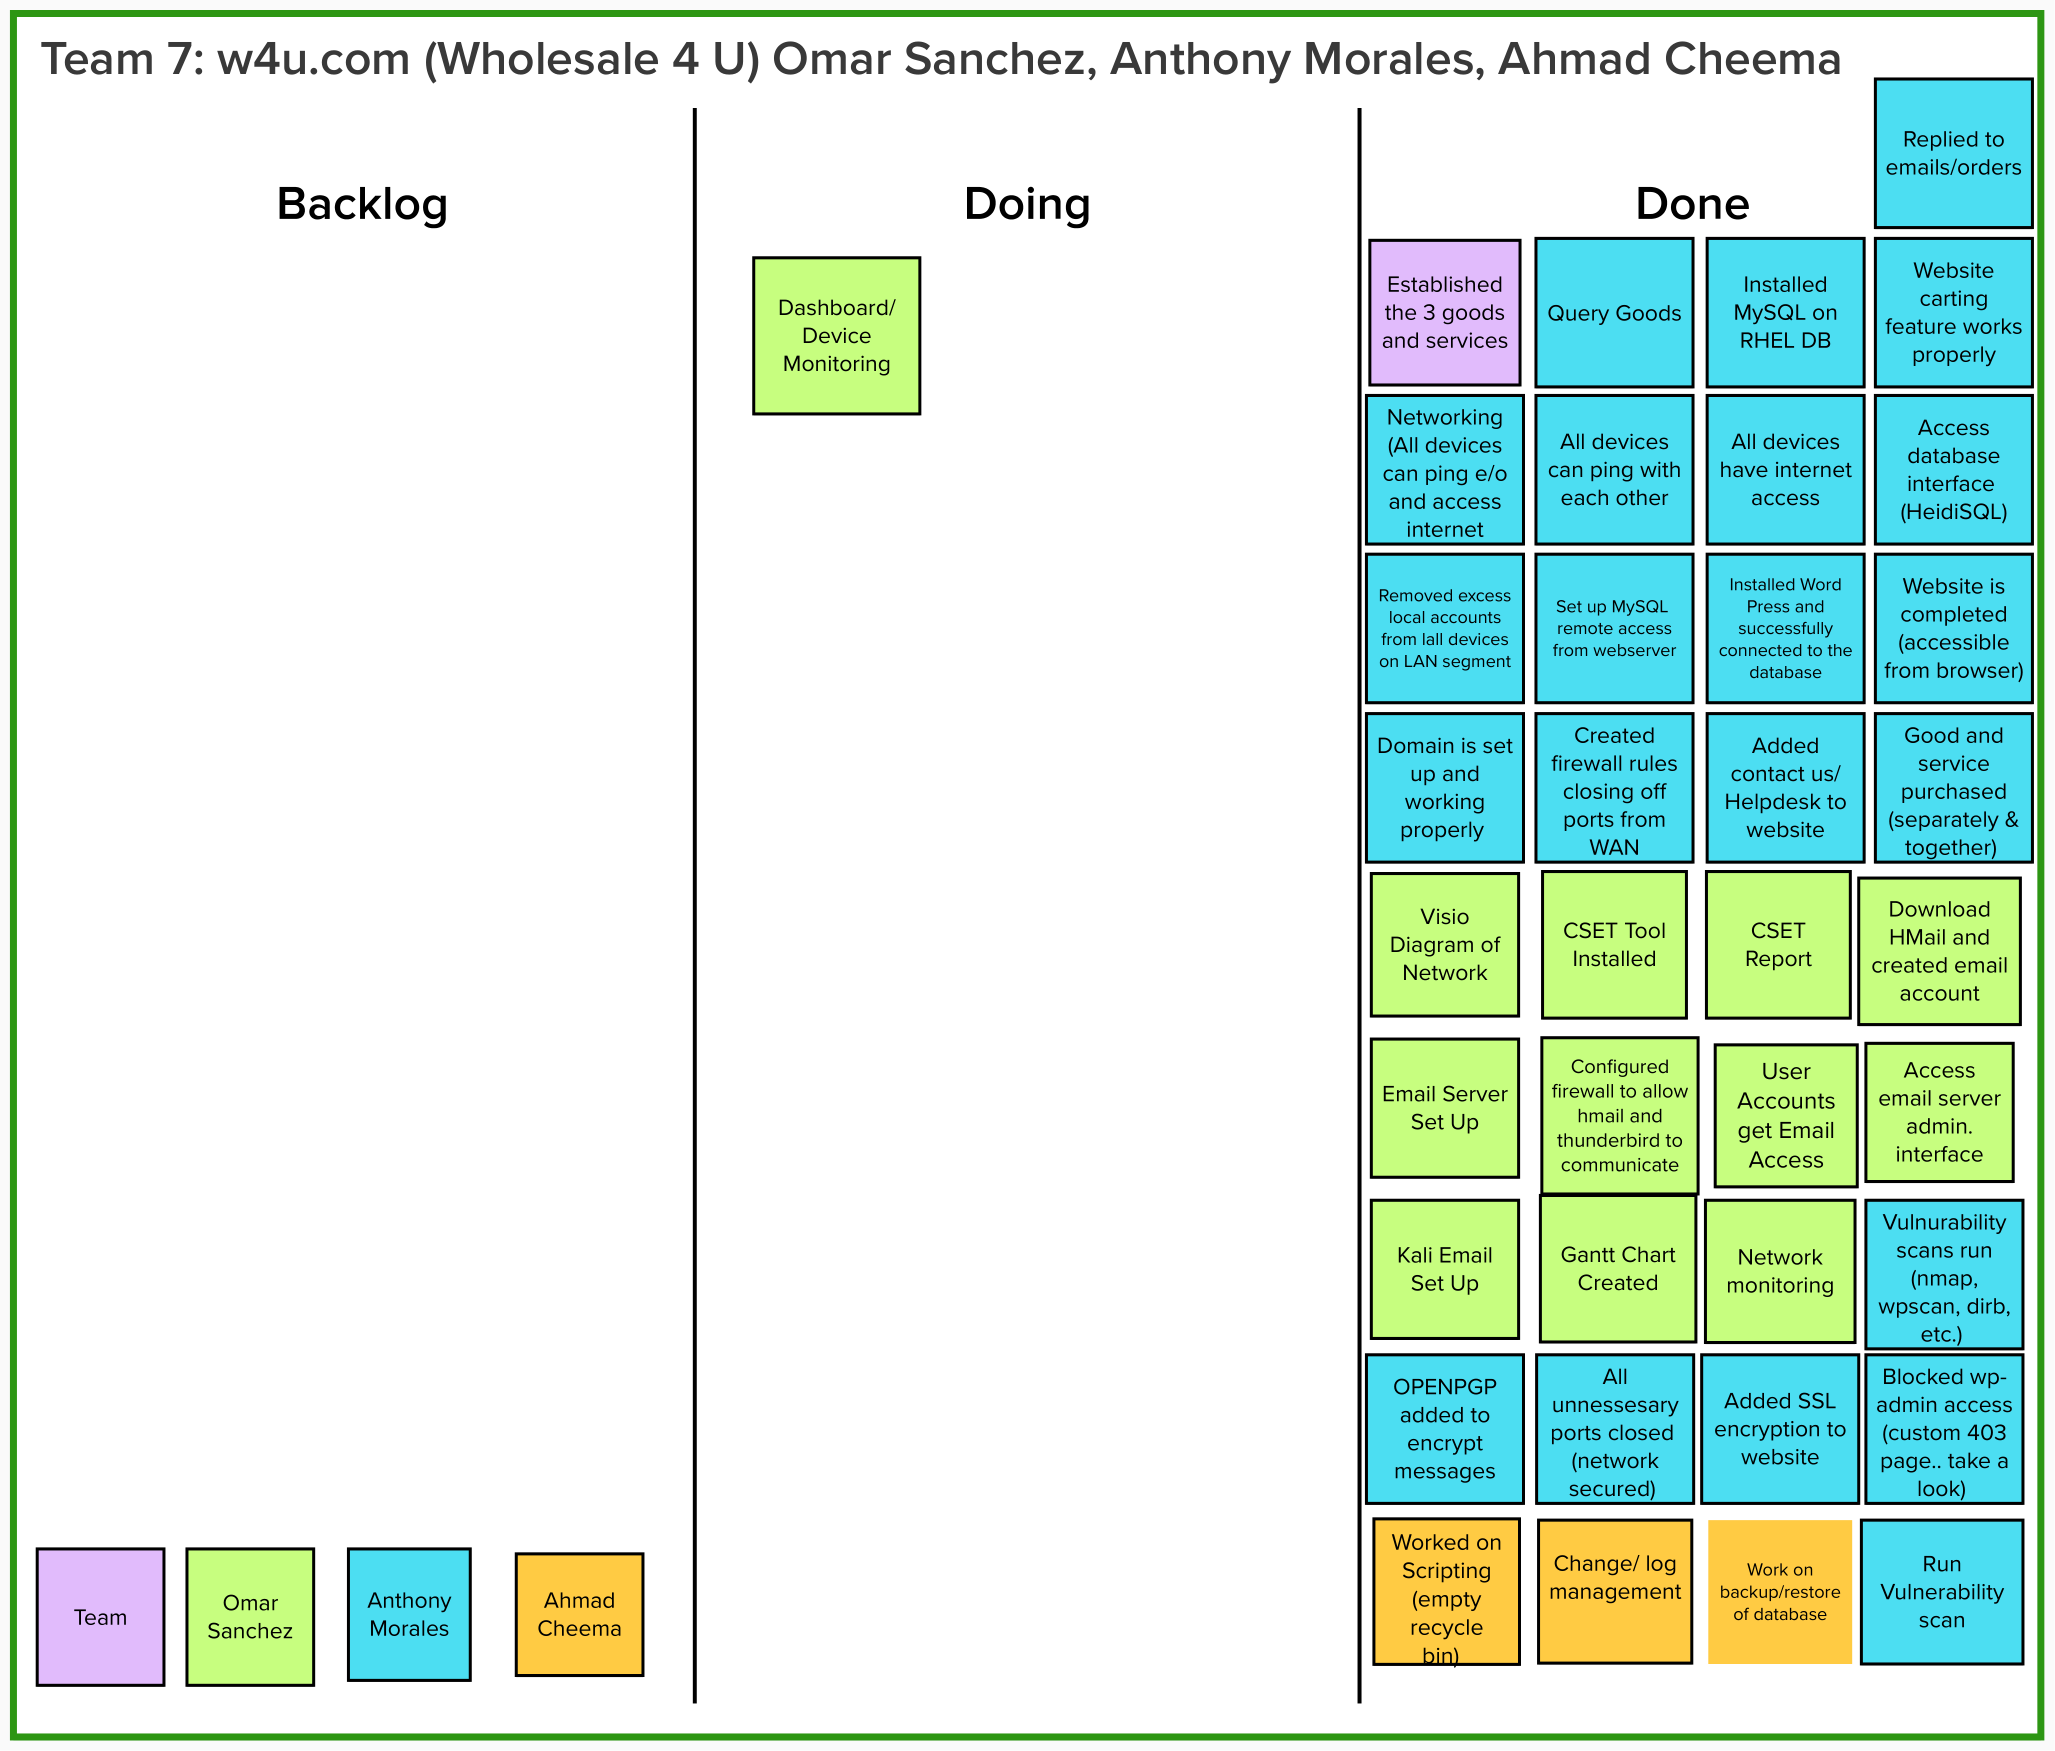 Team 7: w4u.com (Wholesale 4 U) Omar Sanchez, Anthony Morales, Ahmad Cheema
Backlog
Team
Omar
Sanchez
Anthony
Morales
Ahmad
Cheema
Doing
Dashboard/
Device
Monitoring
Done
Replied to
emails/orders
Established
the 3 goods
and services
Query Goods
Installed
MySQL on
RHEL DB
Website
carting
feature works
properly
Networking
(All devices
can ping e/o
and access
internet
All devices
can ping with
each other
All devices
have internet
access
Access
database
interface
(HeidiSQL)
Removed excess
local accounts
from lall devices
on LAN segment
Set up MySQL
remote access
from webserver
Installed Word
Press and
successfully
connected to the
database
Website is
completed
(accessible
from browser)
Domain is set
up and
working
properly
Created
firewall rules
closing off
ports from
WAN
Added
contact us/
Helpdesk to
website
Good and
service
purchased
(separately &
together)
Visio
Diagram of
Network
CSET Tool
Installed
CSET
Report
Download
HMail and
created email
account
Email Server
Set Up
Configured
firewall to allow
hmail and
thunderbird to
communicate
User
Accounts
get Email
Access
Access
email server
admin.
interface
Kali Email
Set Up
Gantt Chart
Created
Network
monitoring
Vulnurability
scans run
(nmap,
wpscan, dirb,
etc.)
OPENPGP
added to
encrypt
messages
All
unnessesary
ports closed
(network
secured)
Added SSL
encryption to
website
Blocked wp-
admin access
(custom 403
page.. take a
look)
Worked on
Scripting
(empty
recycle
bin)
Change/ log
management
Work on
backup/restore
of database
Run
Vulnerability
scan